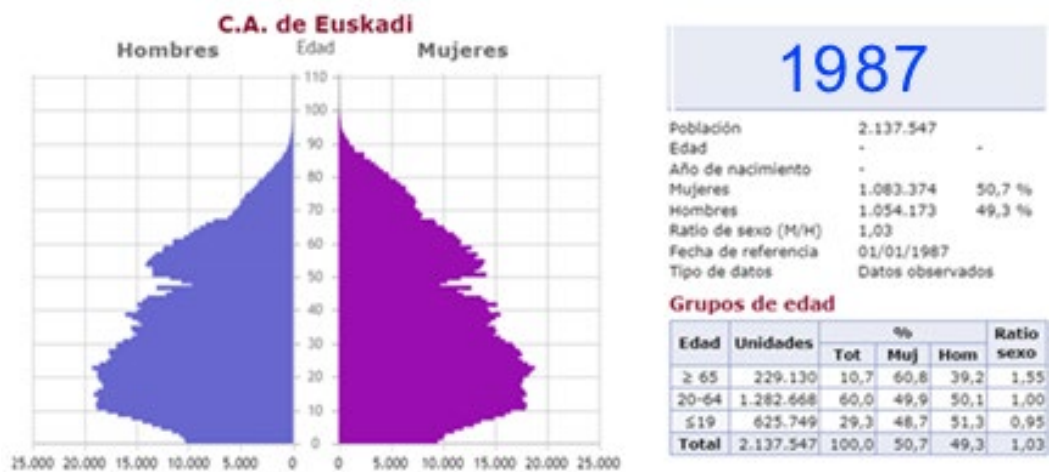 C.A. de Euskadi
Hombres Edad Mujeres
110
100
90
80
70
60
50
40
30
20
10
0
25.000 20.000 15.000 10.000 5.000 0 0 5.000 10.000 15.000 20.000 25.000
1987
Población 2.137.547
Edad - -
Año de nacimiento -
Mujeres 1.083.374 50,7 %
Hombres 1.054.173 49,3 %
Ratio de sexo (M/H) 1,03
Fecha de referencia 01/01/1987
Tipo de datos Datos observados
Grupos de edad
Edad Unidades % Ratio sexo
Tot Muj Hom
≥ 65 229.130 10,7 60,8 39,2 1,55
20-64 1.282.668 60,0 49,9 50,1 1,00
≤19 625.749 29,3 48,7 51,3 0,95
Total 2.137.547 100,0 50,7 49,3 1,03